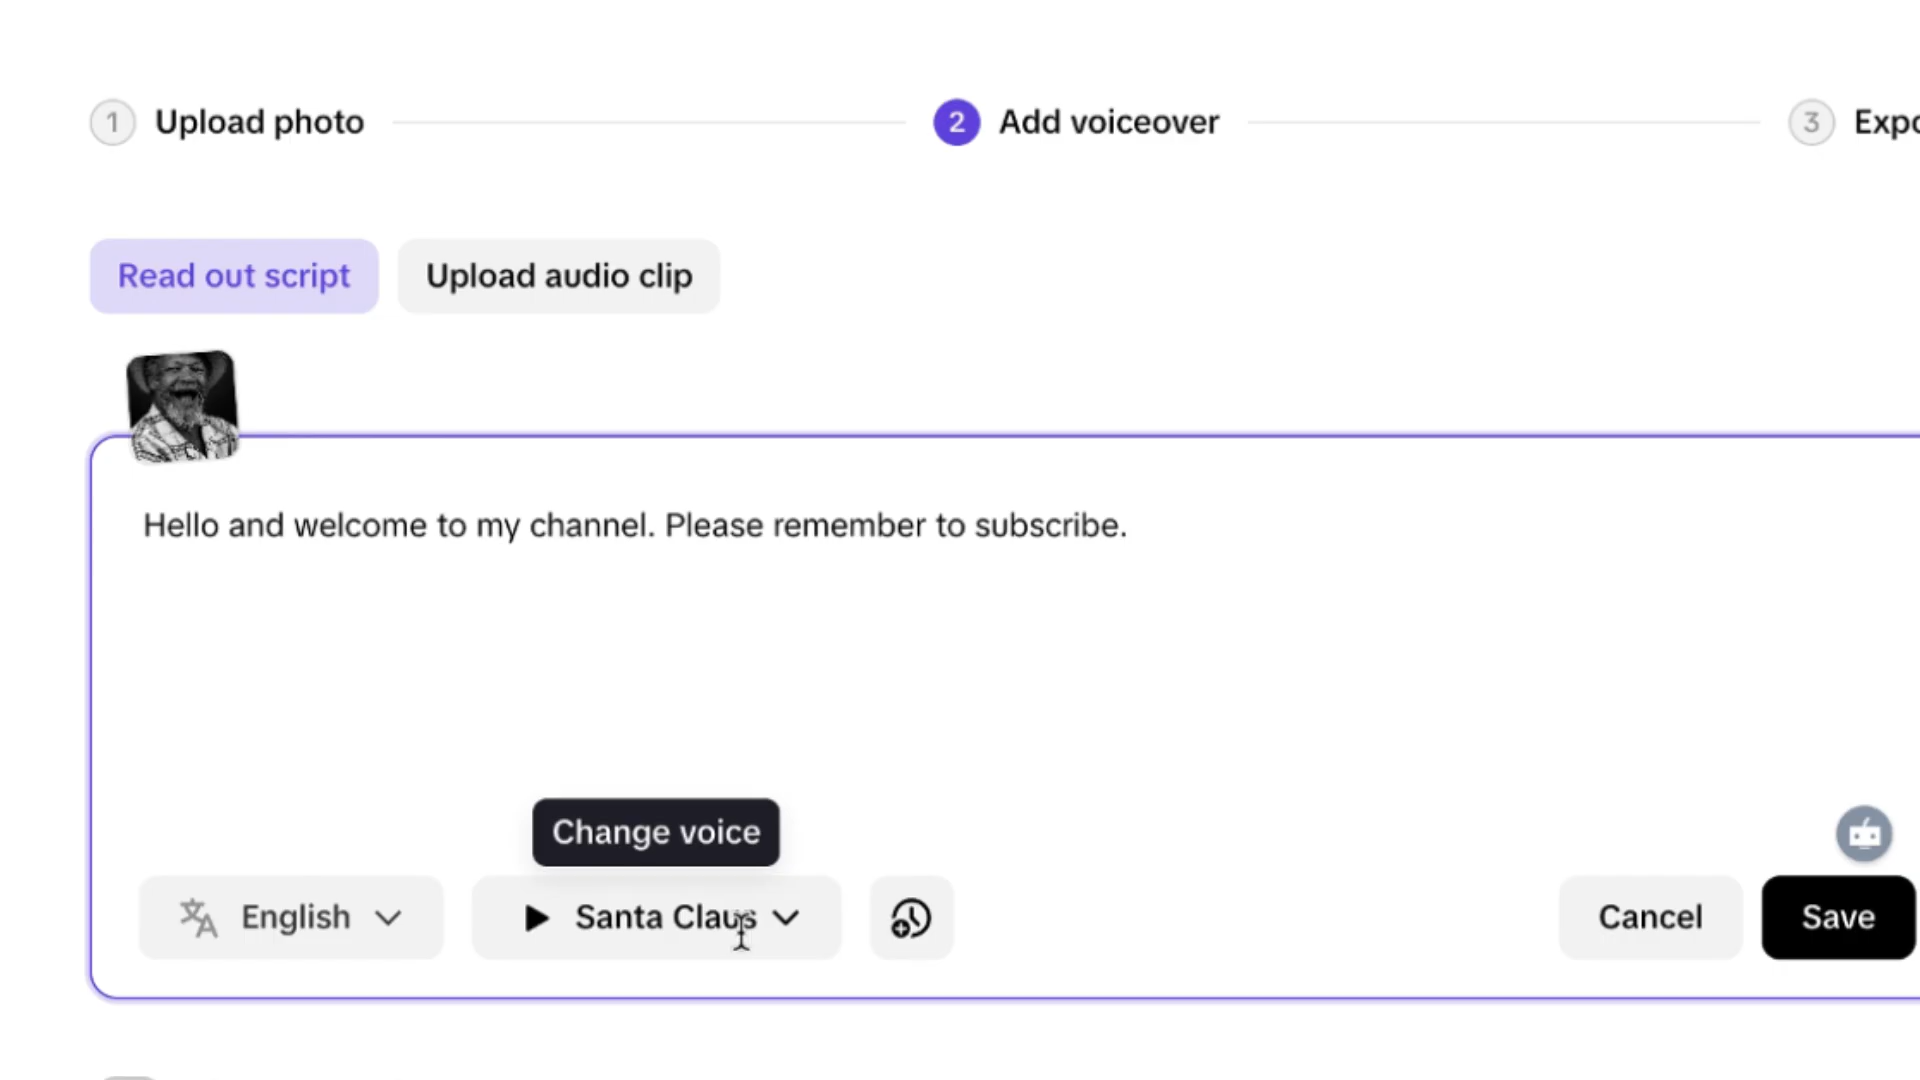 1 Upload photo 2 Add voiceover 3 Expo
Read out script Upload audio clip
Hello and welcome to my channel. Please remember to subscribe.
Change voice
English Santa Claus Cancel Save